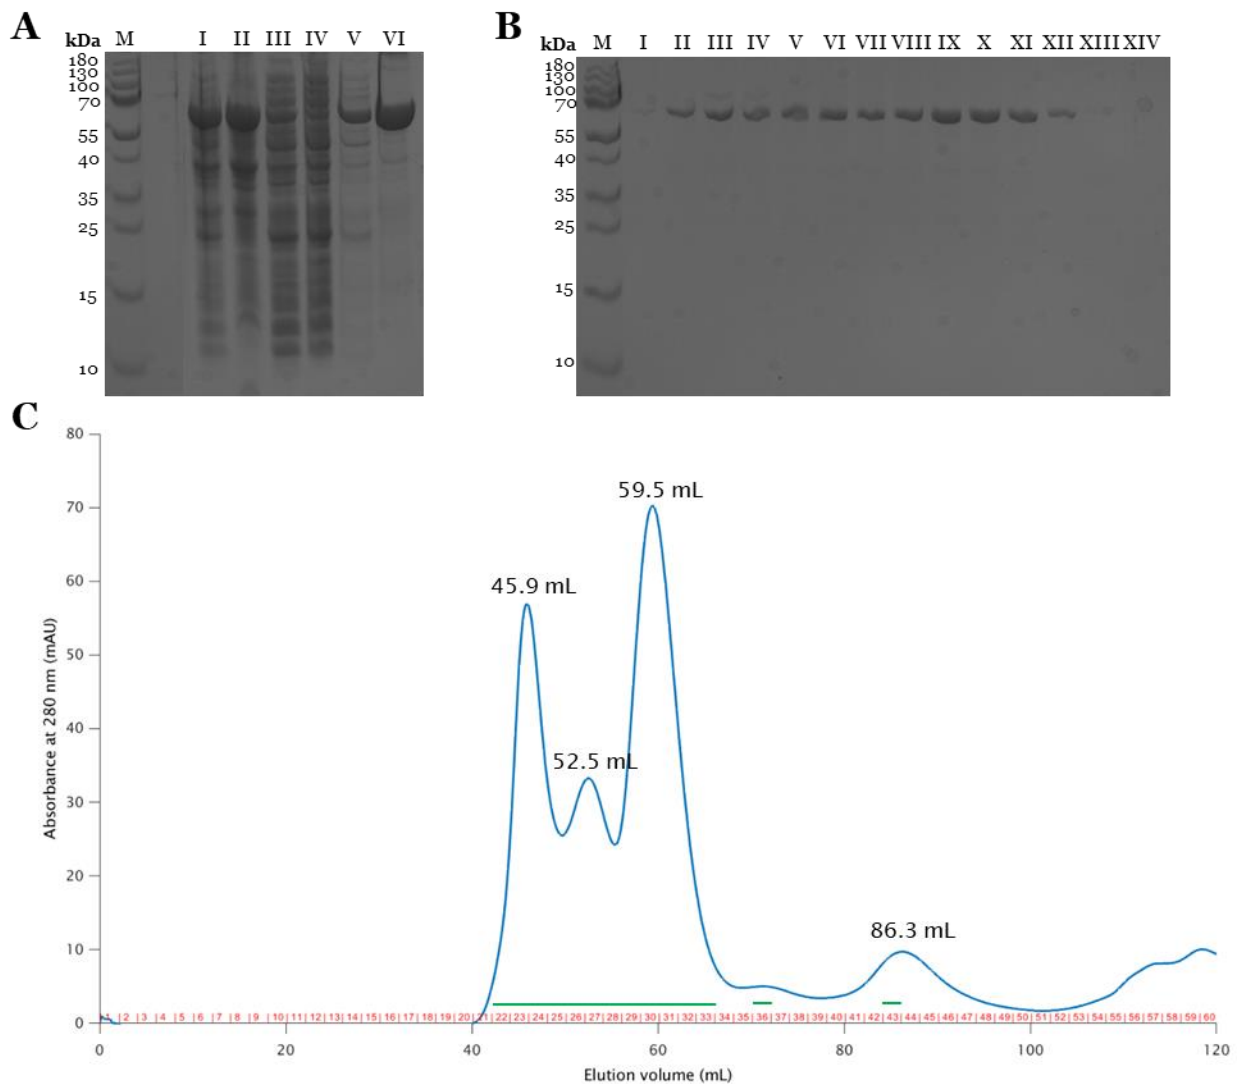 A
kDa M I II III IV V VI
180
130
100
70
55
40
35
25
15
10
B
kDa M I II III IV V VI VII VIII IX X XI XII XIII XIV
180
130
100
70
55
40
35
25
15
10
C
80
70
60
50
40
30
20
10
0
Absorbance at 280 nm (mAU)
59.5 mL
45.9 mL
52.5 mL
86.3 mL
1 |2 |3 |4 |5 |6 |7 |8 |9 |10 |11 |12 |13 |14 |15 |16 |17 |18 |19 |20 |21 |22 |23 |24 |25 |26 |27 |28 |29 |30 |31 |32 |33 |34 |35 |36 |37 |38 |39 |40 |41 |42 |43 |44 |45 |46 |47 |48 |49 |50 |51 |52 |53 |54 |55 |56 |57 |58 |59 |60
0 20 40 60 80 100 120
Elution volume (mL)